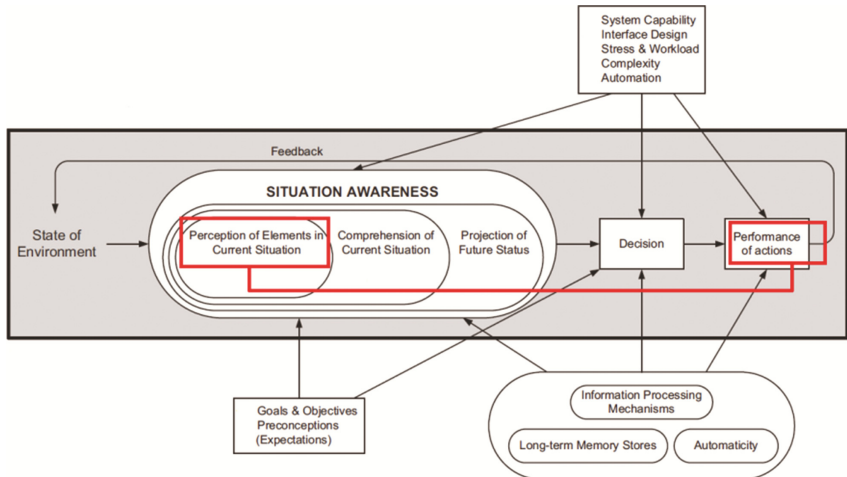 System Capability
Interface Design
Stress & Workload
Complexity
Automation
Feedback
SITUATION AWARENESS
State of
Environment
Perception of Elements in
Current Situation
Comprehension of
Current Situation
Projection of
Future Status
Decision
Performance
of actions
Goals & Objectives
Preconceptions
(Expectations)
Information Processing
Mechanisms
Long-term Memory Stores
Automaticity